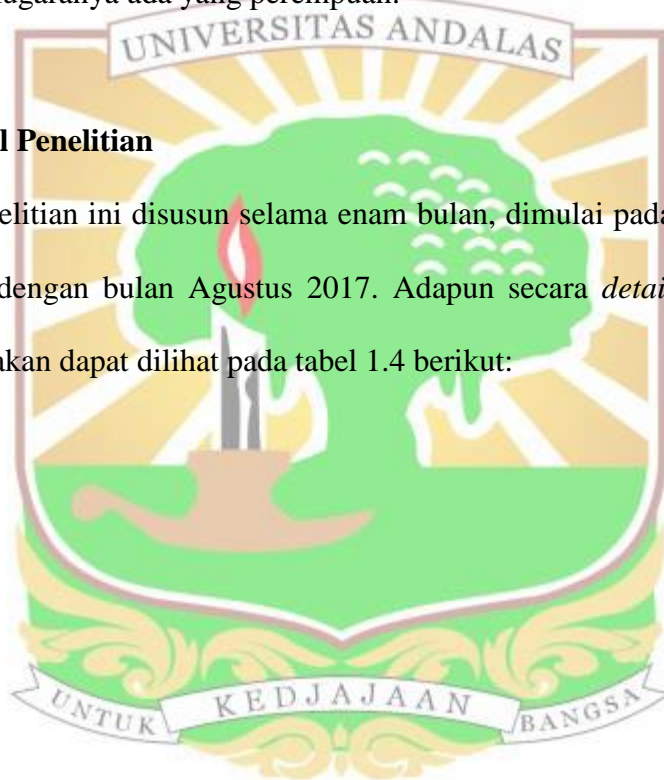 UNIVERSITAS ANDALAS
l Penelitian
elitian ini disusun selama enam bulan, dimulai pada
dengan bulan Agustus 2017. Adapun secara detai
akan dapat dilihat pada tabel 1.4 berikut:
UNTUK KEDJAJAAN BANGSA